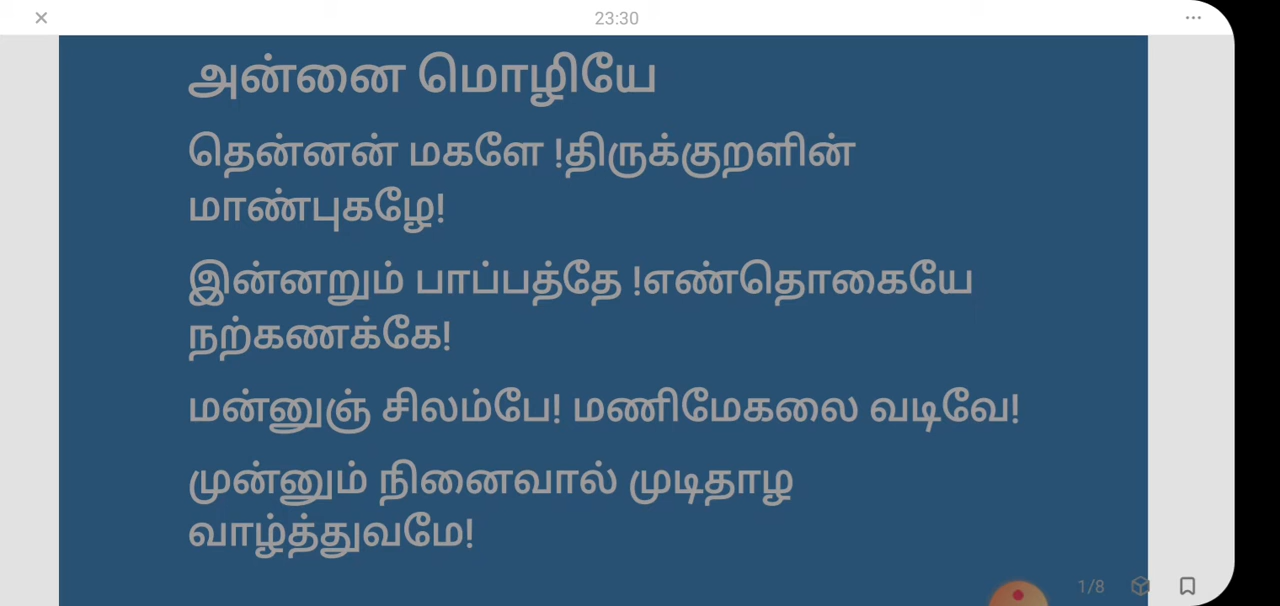 23:30
அன்னை மொழியே
தென்னன் மகளே !திருக்குறளின்
மாண்புகழே!
இன்னறும் பாப்பத்தே !எண்தொகையே
நற்கணக்கே!
மன்னுஞ் சிலம்பே! மணிமேகலை வடிவே!
முன்னும் நினைவால் முடிதாழ
வாழ்த்துவமே!
1/8